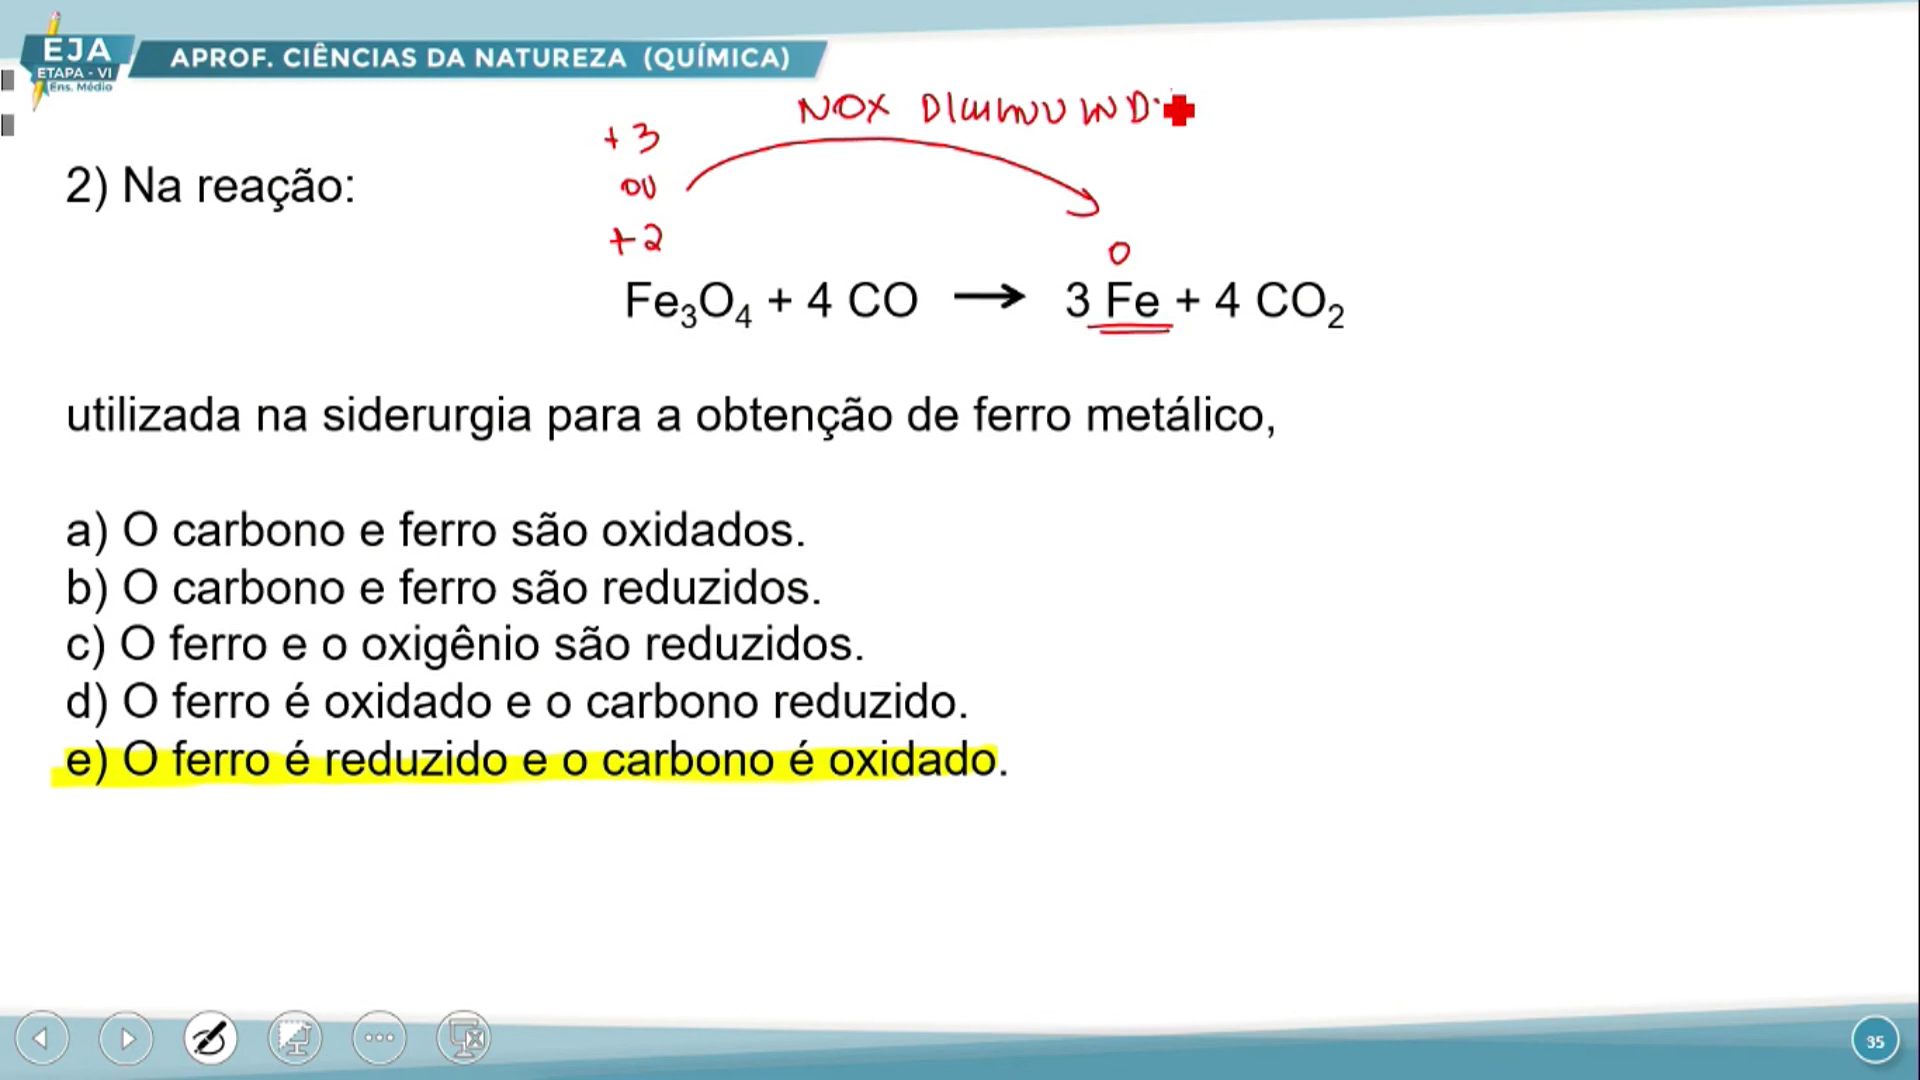 EJA
ETAPA - VI
Ens. Médio
APROF. CIÊNCIAS DA NATUREZA (QUÍMICA)
NOX DIMINUIND
+3
ou
+2
2) Na reação:
0
Fe₃O₄ + 4 CO → 3 Fe + 4 CO₂
utilizada na siderurgia para a obtenção de ferro metálico,
a) O carbono e ferro são oxidados.
b) O carbono e ferro são reduzidos.
c) O ferro e o oxigênio são reduzidos.
d) O ferro é oxidado e o carbono reduzido.
e) O ferro é reduzido e o carbono é oxidado.
35